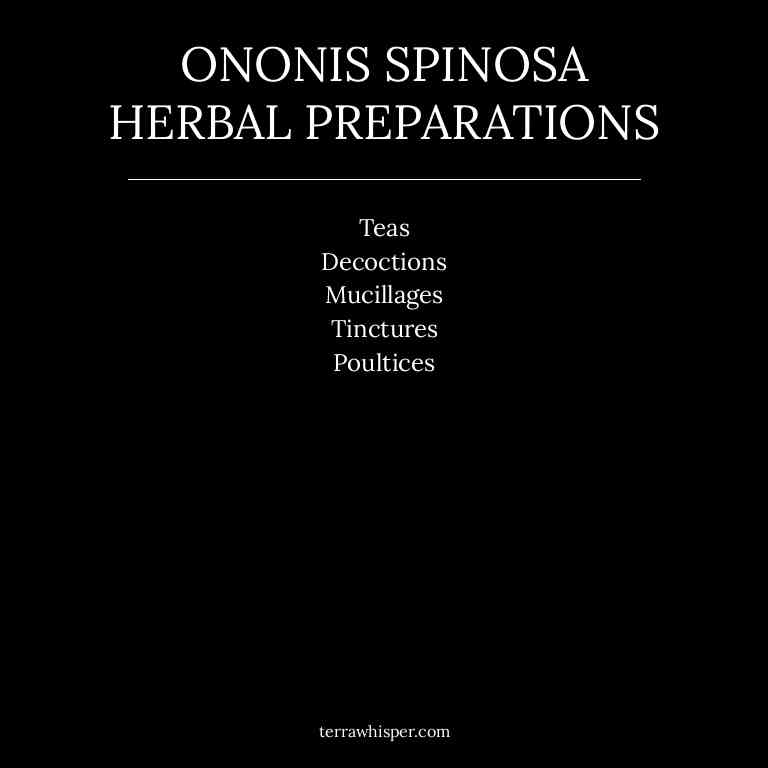 ONONIS SPINOSA
HERBAL PREPARATIONS
Teas
Decoctions
Mucillages
Tinctures
Poultices
terrawhisper.com